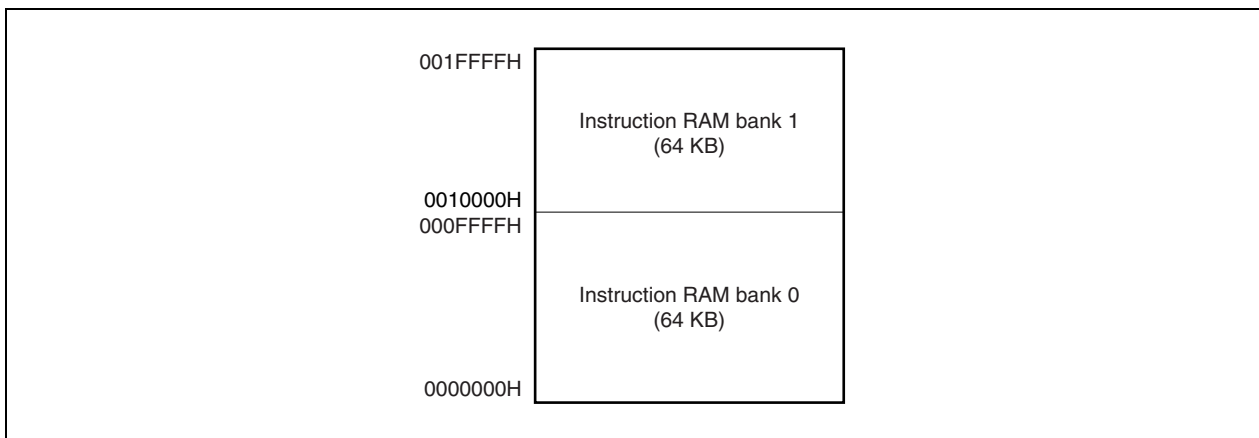 001FFFFH
Instruction RAM bank 1
(64 KB)
0010000H
000FFFFH
Instruction RAM bank 0
(64 KB)
0000000H